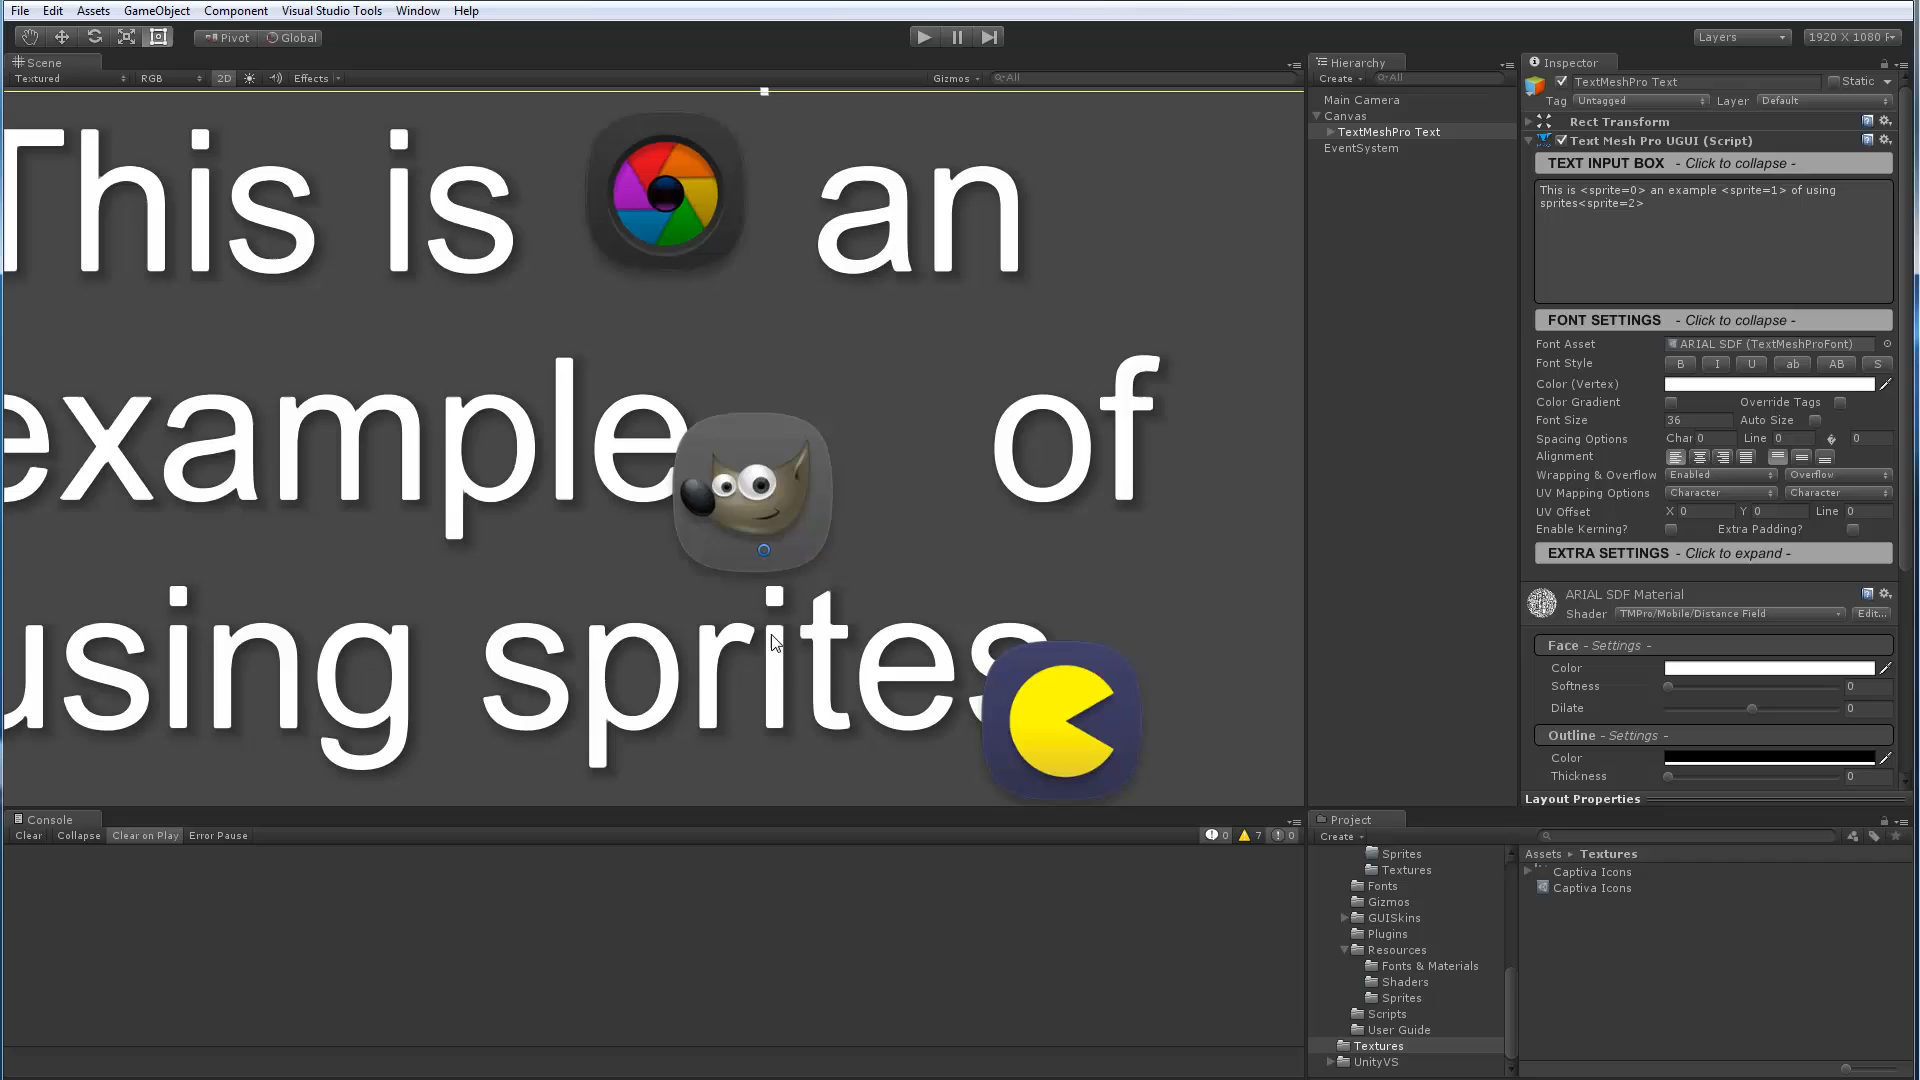 File Edit Assets GameObject Component Visual Studio Tools Window Help
Pivot Global
Layers 1920 X 1080
Scene
Textured RGB 2D Effects Gizmos All
This is an
example of
using sprites
Hierarchy
Create All
Main Camera
Canvas
TextMeshPro Text
EventSystem
Inspector
TextMeshPro Text Static
Tag Untagged Layer Default
Rect Transform
Text Mesh Pro UGUI (Script)
TEXT INPUT BOX - Click to collapse -
This is <sprite=0> an example <sprite=1> of using
sprites<sprite=2>
FONT SETTINGS - Click to collapse -
Font Asset ARIAL SDF (TextMeshProFont)
Font Style B I U ab AB S
Color (Vertex)
Color Gradient Override Tags
Font Size 36 Auto Size
Spacing Options Char 0 Line 0 0
Alignment
Wrapping & Overflow Enabled Overflow
UV Mapping Options Character Character
UV Offset X 0 Y 0 Line 0
Enable Kerning? Extra Padding?
EXTRA SETTINGS - Click to expand -
ARIAL SDF Material
Shader TMPro/Mobile/Distance Field Edit...
Face - Settings -
Color
Softness 0
Dilate 0
Outline - Settings -
Color
Thickness 0
Layout Properties
Console
Clear Collapse Clear on Play Error Pause 0 7 0
Project
Create
Sprites
Textures
Fonts
Gizmos
GUISkins
Plugins
Resources
Fonts & Materials
Shaders
Sprites
Scripts
User Guide
Textures
UnityVS
Assets Textures
Captiva Icons
Captiva Icons